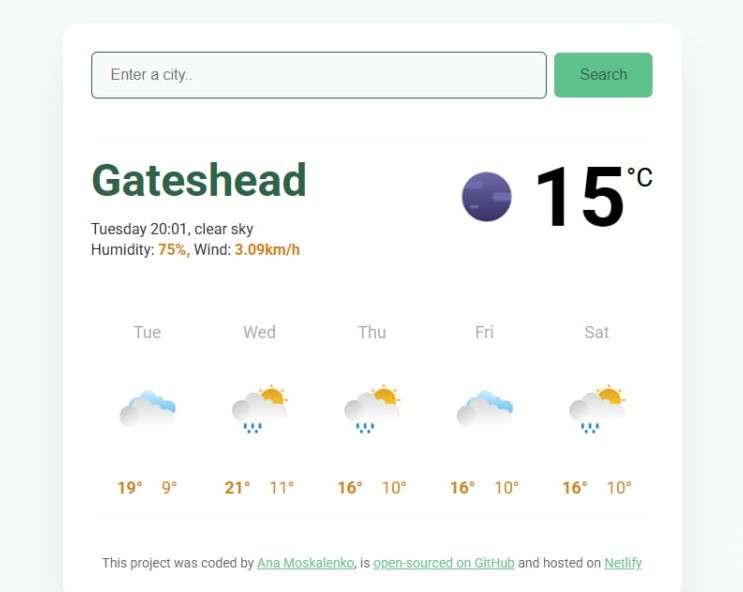 Enter a city..
Search
Gateshead
15°C
Tuesday 20:01, clear sky
Humidity: 75%, Wind: 3.09km/h
Tue Wed Thu Fri Sat
19° 9° 21° 11° 16° 10° 16° 10° 16° 10°
This project was coded by Ana Moskalenko, is open-sourced on GitHub and hosted on Netlify